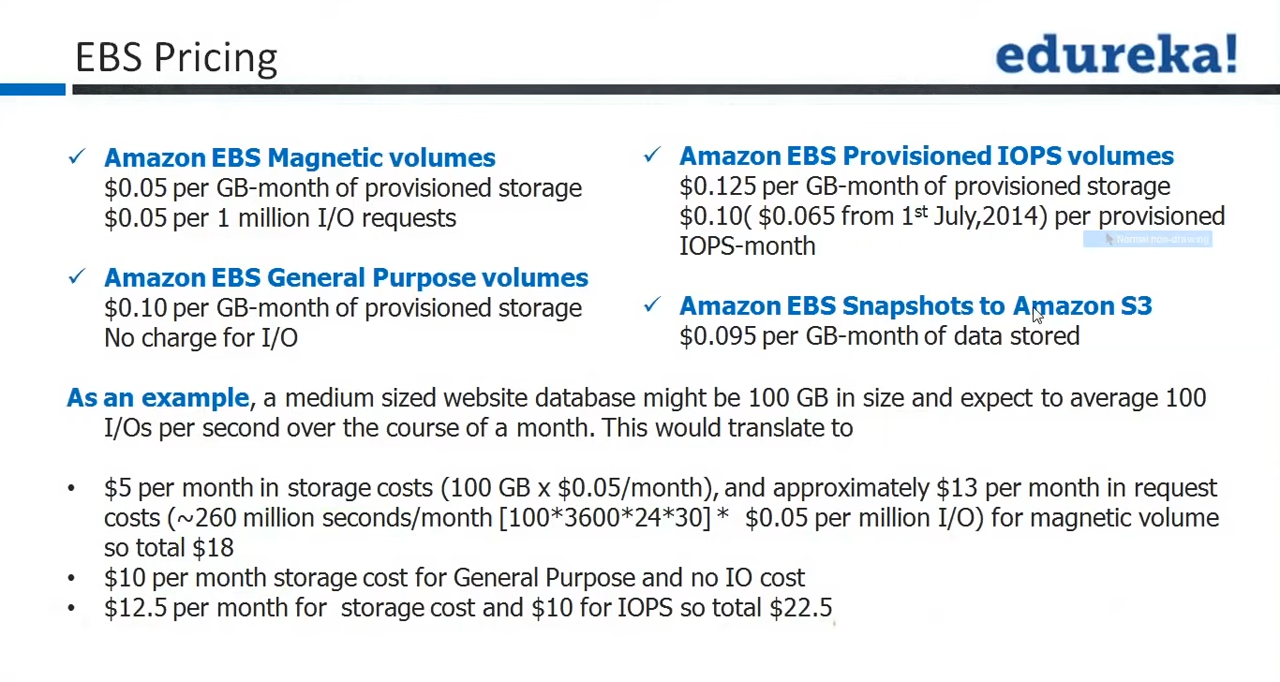 EBS Pricing
edureka!
✓ Amazon EBS Magnetic volumes
$0.05 per GB-month of provisioned storage
$0.05 per 1 million I/O requests
✓ Amazon EBS General Purpose volumes
$0.10 per GB-month of provisioned storage
No charge for I/O
✓ Amazon EBS Provisioned IOPS volumes
$0.125 per GB-month of provisioned storage
$0.10( $0.065 from 1st July,2014) per provisioned
IOPS-month
Normal non-drawing
✓ Amazon EBS Snapshots to Amazon S3
$0.095 per GB-month of data stored
As an example, a medium sized website database might be 100 GB in size and expect to average 100
I/Os per second over the course of a month. This would translate to
• $5 per month in storage costs (100 GB x $0.05/month), and approximately $13 per month in request
costs (~260 million seconds/month [100*3600*24*30] * $0.05 per million I/O) for magnetic volume
so total $18
• $10 per month storage cost for General Purpose and no IO cost
• $12.5 per month for storage cost and $10 for IOPS so total $22.5